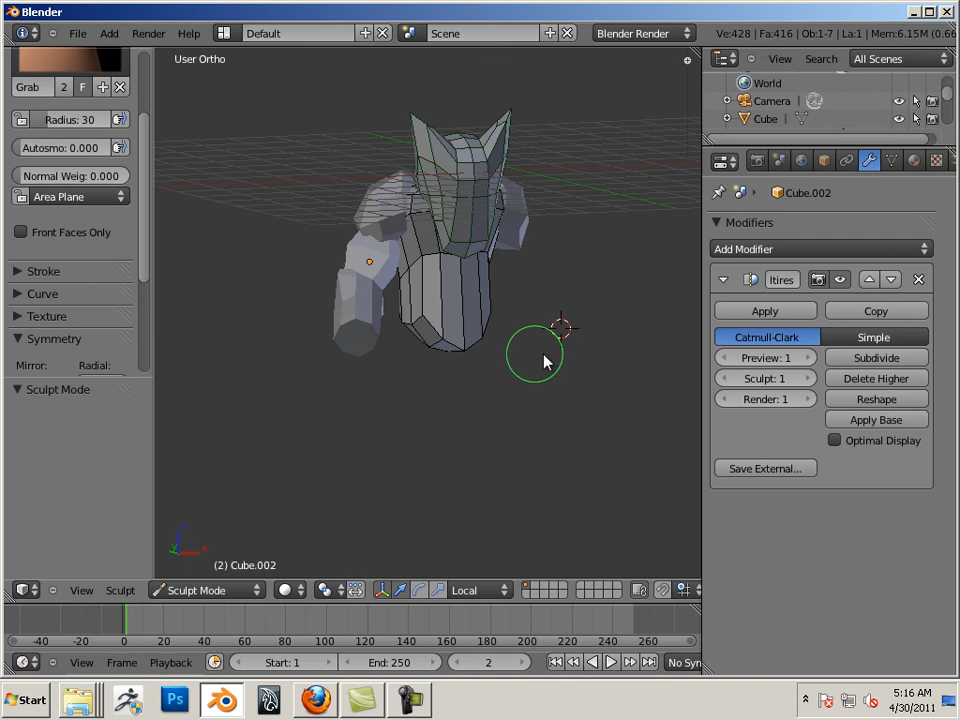 Blender
File Add Render Help Default Scene Blender Render Ve:428 | Fa:416 | Ob:1-7 | La:1 | Mem:6.15M (0.66
Grab 2 F
Radius: 30
Autosmo: 0.000
Normal Weig: 0.000
Area Plane
Front Faces Only
Stroke
Curve
Texture
Symmetry
Mirror: Radial:
Sculpt Mode
User Ortho
(2) Cube.002
View Search All Scenes
World
Camera
Cube
Cube.002
Modifiers
Add Modifier
ltires
Apply Copy
Catmull-Clark Simple
Preview: 1 Subdivide
Sculpt: 1 Delete Higher
Render: 1 Reshape
Apply Base
Optimal Display
Save External...
View Sculpt Sculpt Mode Local
-40 -20 0 20 40 60 80 100 120 140 160 180 200 220 240 260
View Frame Playback Start: 1 End: 250 2 No Syn
Start Ps 5:16 AM
4/30/2011